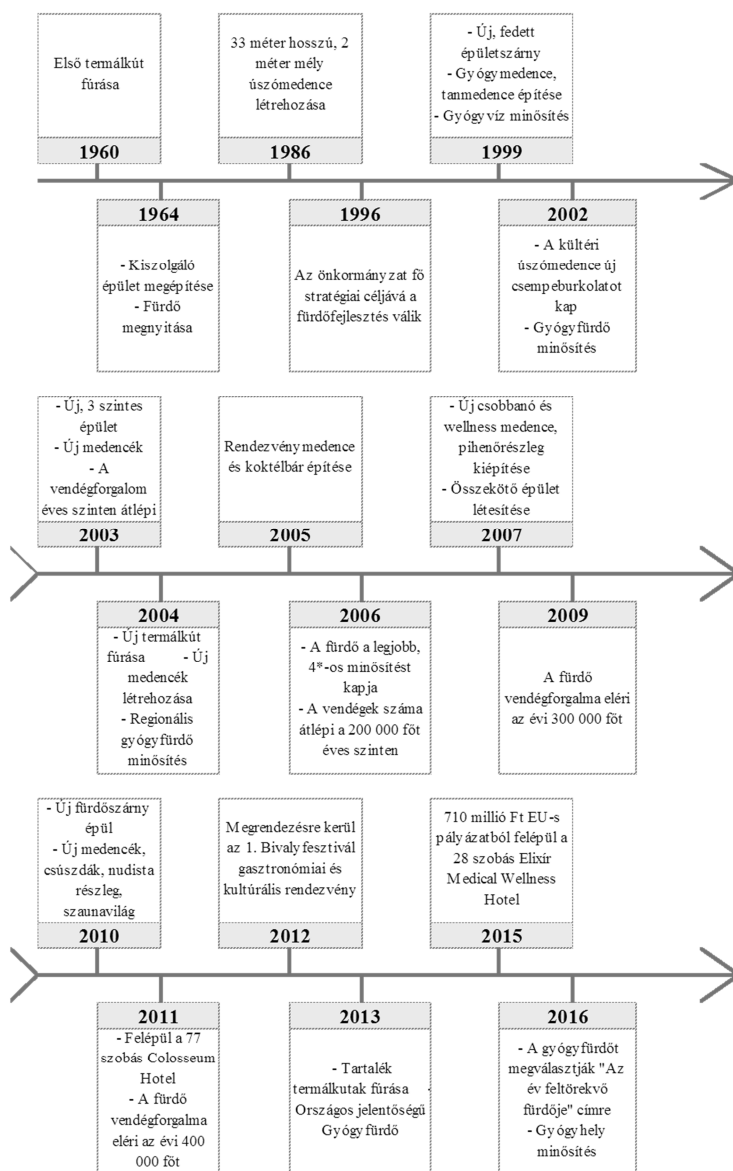 Első termálkút
fúrása
1960
33 méter hosszú, 2
méter mély
úszómedence
létrehozása
1986
- Új, fedett
épületszárny
- Gyógymedence,
tanmedence építése
- Gyógyvíz minősítés
1999
1964
- Kiszolgáló
épület megépítése
- Fürdő
megnyitása
1996
Az önkormányzat fő
stratégiai céljává a
fürdőfejlesztés válik
2002
- A kültéri
úszómedence új
csempeburkolatot
kap
- Gyógyfürdő
minősítés
- Új, 3 szintes
épület
- Új medencék
- A
vendégforgalom
éves szinten átlépi
2003
Rendezvénymedence
és koktélbár építése
2005
- Új csobbanó és
wellness medence,
pihenőrészleg
kiépítése
- Összekötő épület
létesítése
2007
2004
- Új termálkút
fúrása - Új
medencék
létrehozása
- Regionális
gyógyfürdő
minősítés
2006
- A fürdő a legjobb,
4*-os minősítést
kapja
- A vendégek száma
átlépi a 200 000 főt
éves szinten
2009
A fürdő
vendégforgalma eléri
az évi 300 000 főt
- Új fürdőszárny
épül
- Új medencék,
csúszdák, nudista
részleg,
szaunavilág
2010
Megrendezésre kerül
az 1. Bivalyfesztivál
gasztronómiai és
kultúrális rendezvény
2012
710 millió Ft EU-s
pályázatból felépül a
28 szobás Elixír
Medical Wellness
Hotel
2015
2011
- Felépül a 77
szobás Colosseum
Hotel
- A fürdő
vendégforgalma
eléri az évi 400
000 főt
2013
- Tartalék
termálkutak fúrása -
Országos jelentőségű
Gyógyfürdő
2016
- A gyógyfürdőt
megválasztják "Az
év feltörekvő
fürdője" címre
- Gyógyhely
minősítés